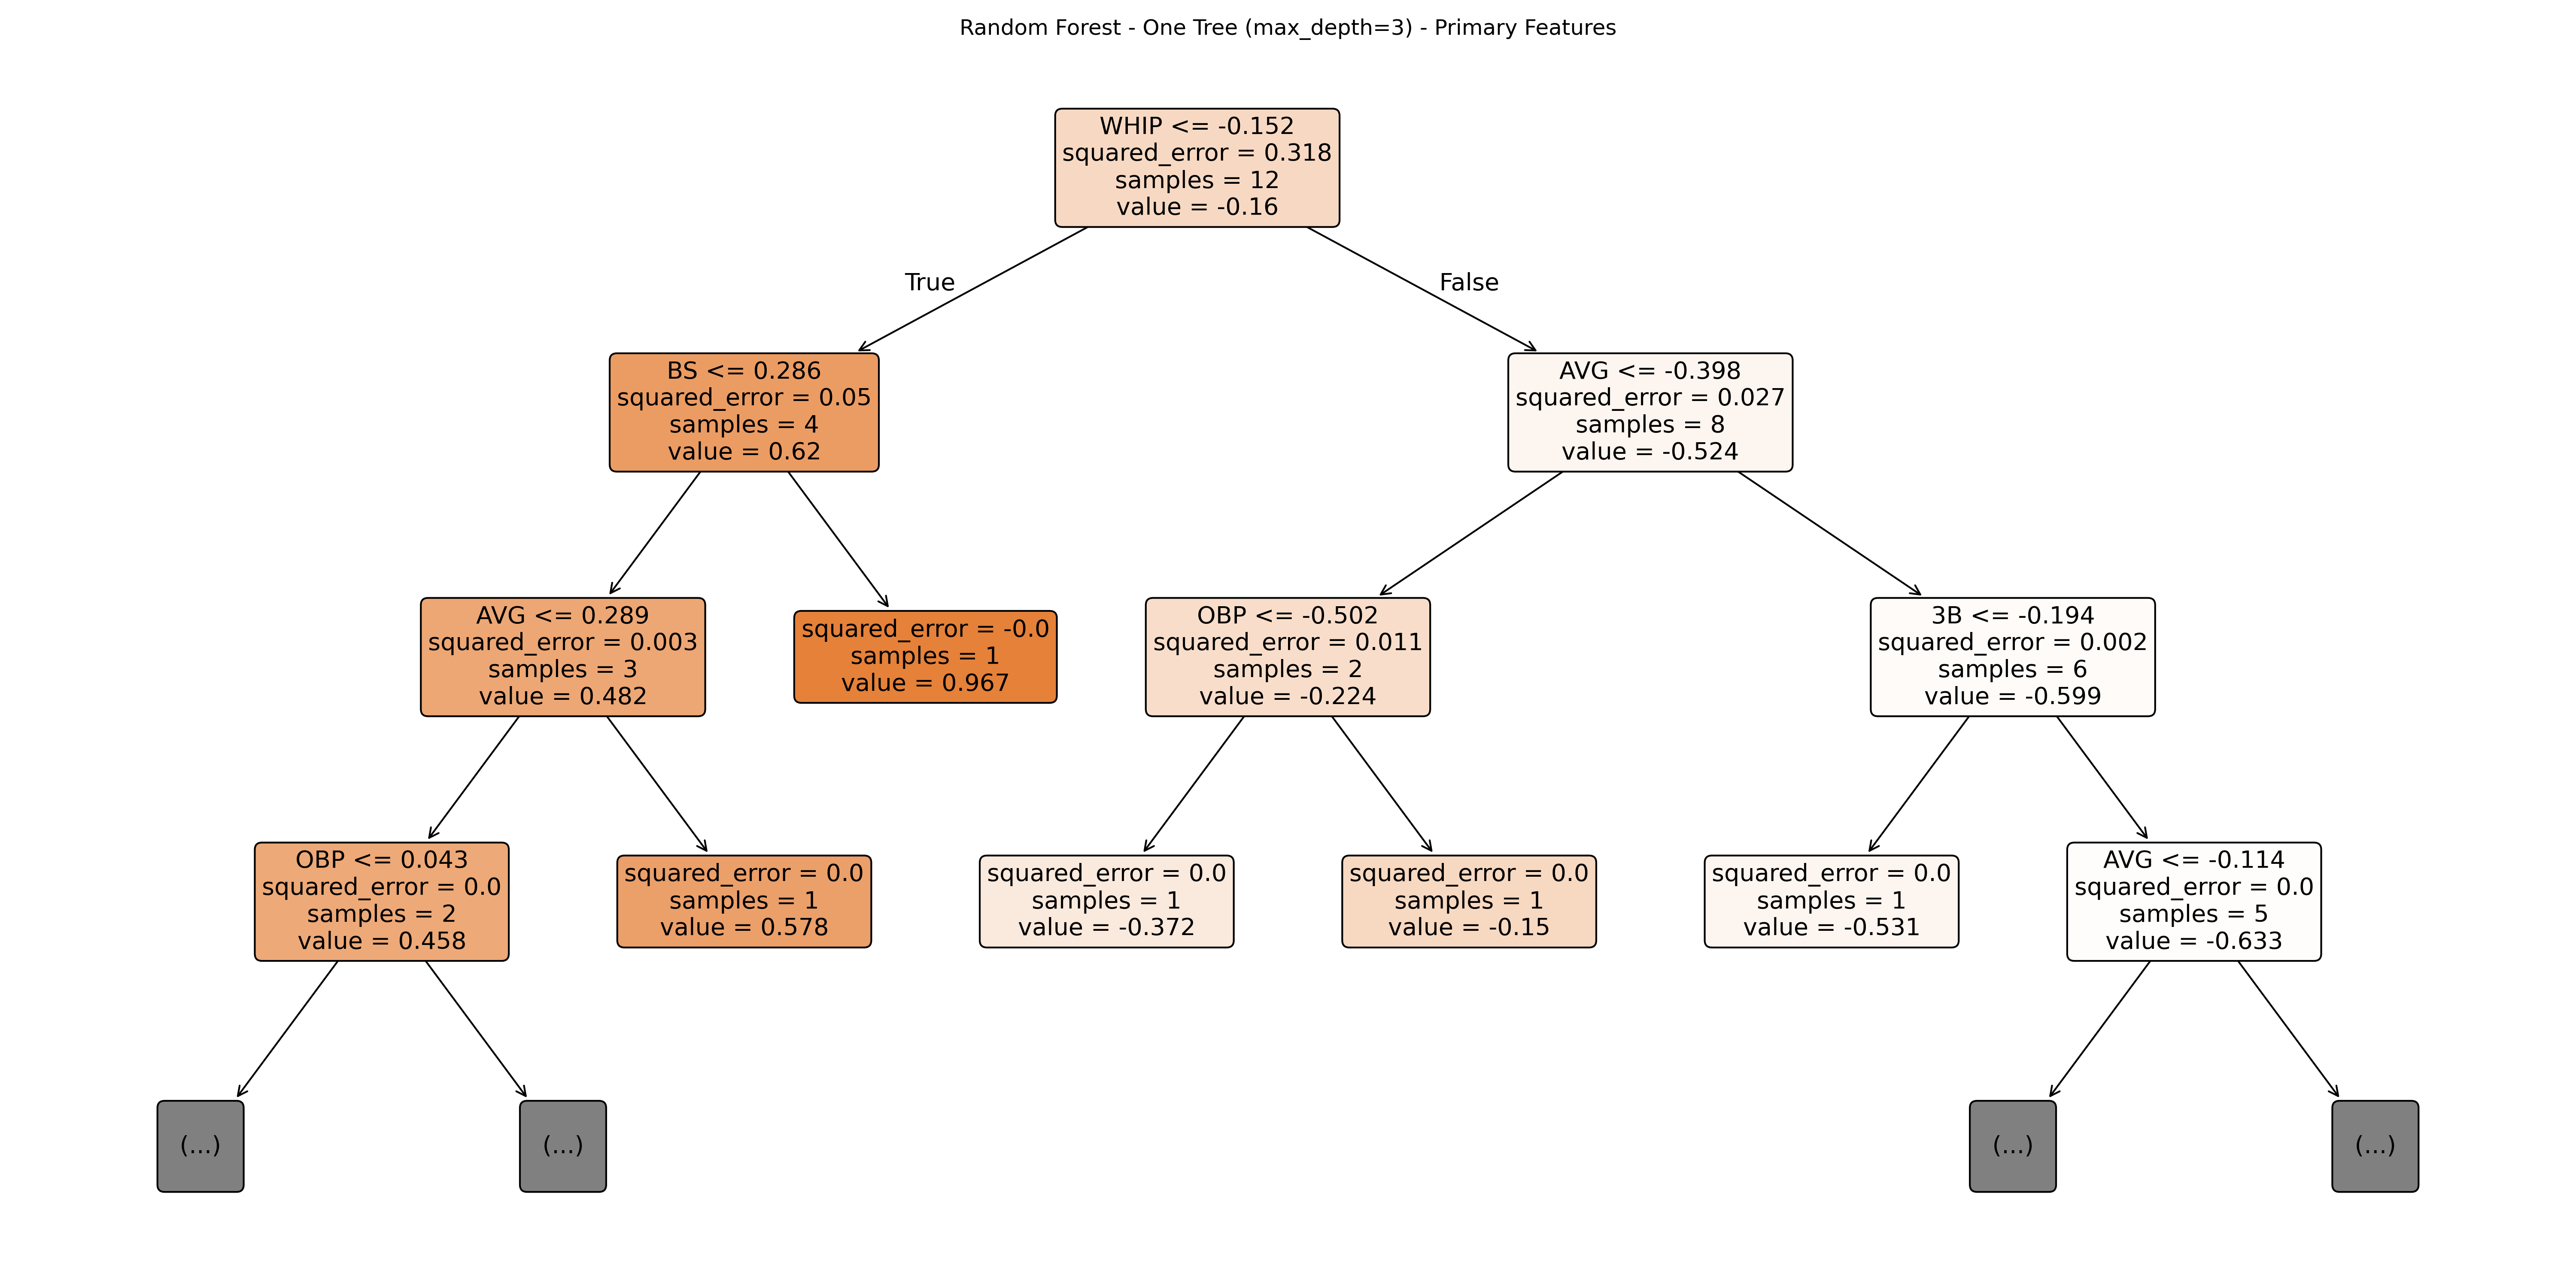 Random Forest - One Tree (max_depth=3) - Primary Features
WHIP <= -0.152
squared_error = 0.318
samples = 12
value = -0.16
True
False
BS <= 0.286
squared_error = 0.05
samples = 4
value = 0.62
AVG <= -0.398
squared_error = 0.027
samples = 8
value = -0.524
AVG <= 0.289
squared_error = 0.003
samples = 3
value = 0.482
squared_error = -0.0
samples = 1
value = 0.967
OBP <= -0.502
squared_error = 0.011
samples = 2
value = -0.224
3B <= -0.194
squared_error = 0.002
samples = 6
value = -0.599
OBP <= 0.043
squared_error = 0.0
samples = 2
value = 0.458
squared_error = 0.0
samples = 1
value = 0.578
squared_error = 0.0
samples = 1
value = -0.372
squared_error = 0.0
samples = 1
value = -0.15
squared_error = 0.0
samples = 1
value = -0.531
AVG <= -0.114
squared_error = 0.0
samples = 5
value = -0.633
(...)
(...)
(...)
(...)